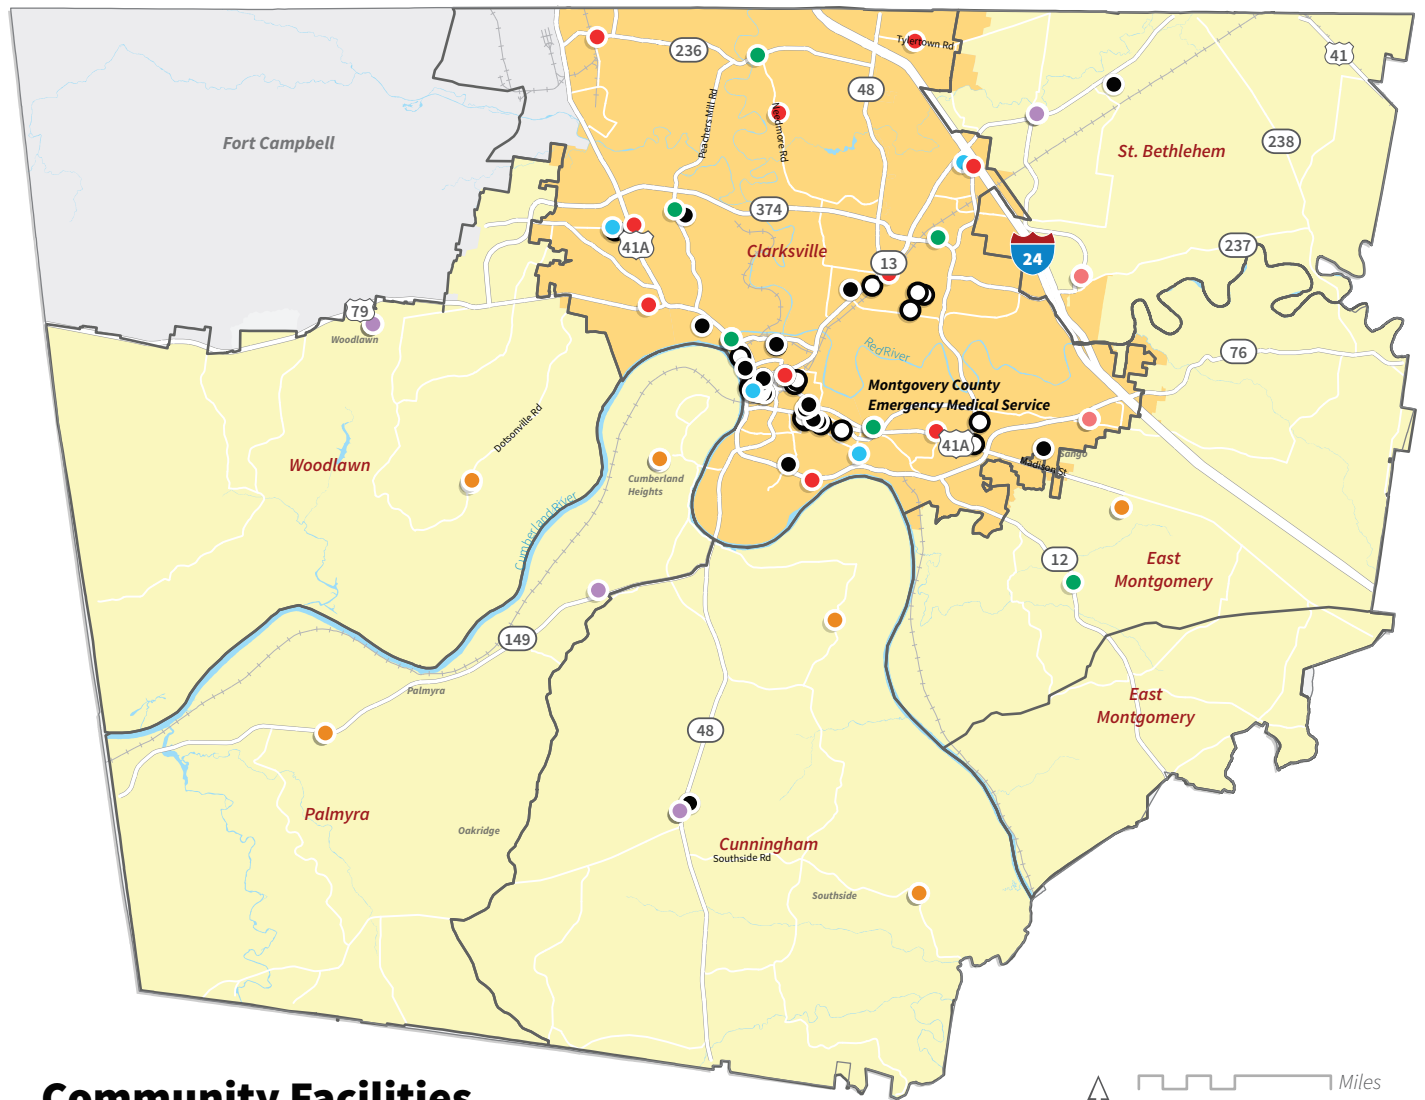 236
Tylertown Rd
41
48
Peachers Mill Rd
Needmore Rd
Fort Campbell
St. Bethlehem
238
374
41A
Clarksville
237
24
13
79
Woodlawn
Red River
76
Montgovery County
Emergency Medical Service
Dotsonville Rd
41A
Sango
Madison St
Woodlawn
Cumberland
Heights
Cumberland River
12
East
Montgomery
149
Palmyra
East
Montgomery
48
Palmyra
Oakridge
Cunningham
Southside Rd
Southside
Community Facilities
Miles